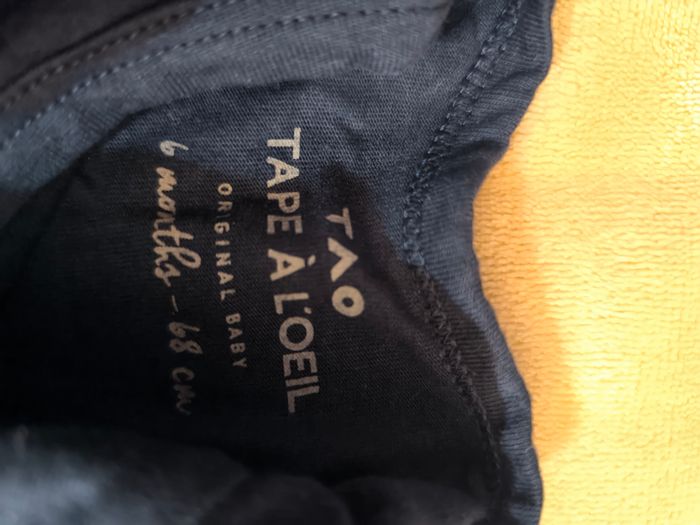 TAO
TAPE À L'OEIL
ORIGINAL BABY
6 months - 68 cm